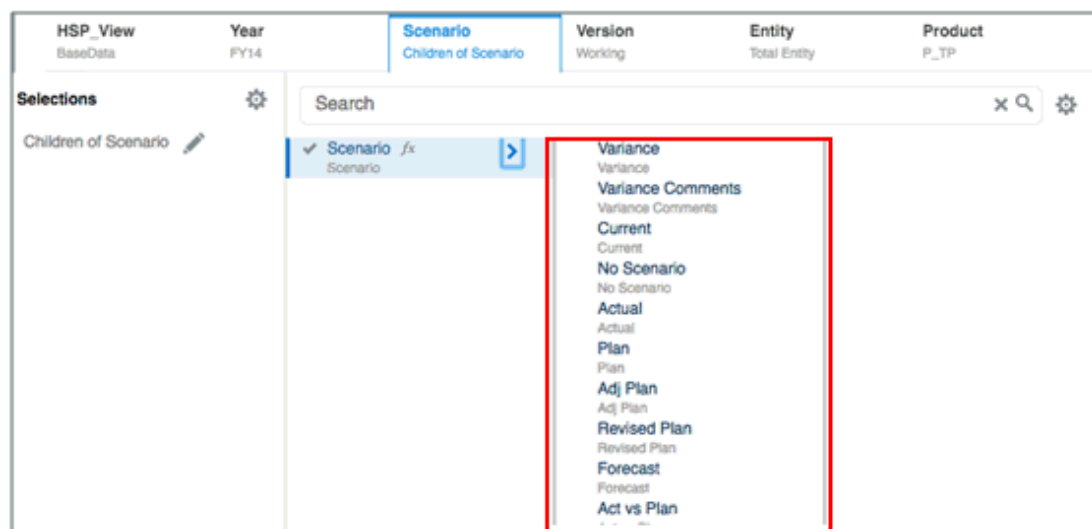 HSP_View Year Scenario Version Entity Product
BaseData FY14 Children of Scenario Working Total Entity P_TP
Selections
Children of Scenario
Search
Scenario fx
Scenario
Variance
Variance
Variance Comments
Variance Comments
Current
Current
No Scenario
No Scenario
Actual
Actual
Plan
Plan
Adj Plan
Adj Plan
Revised Plan
Revised Plan
Forecast
Forecast
Act vs Plan